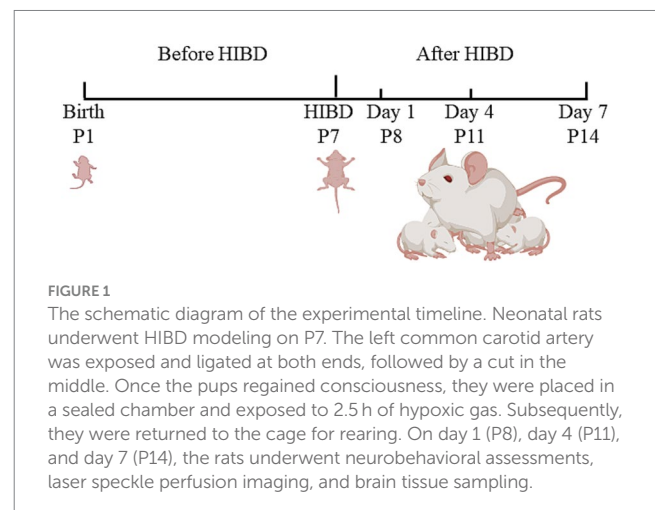 Before HIBD After HIBD
Birth HIBD Day 1 Day 4 Day 7
P1 P7 P8 P11 P14
FIGURE 1
The schematic diagram of the experimental timeline. Neonatal rats
underwent HIBD modeling on P7. The left common carotid artery
was exposed and ligated at both ends, followed by a cut in the
middle. Once the pups regained consciousness, they were placed in
a sealed chamber and exposed to 2.5 h of hypoxic gas. Subsequently,
they were returned to the cage for rearing. On day 1 (P8), day 4 (P11),
and day 7 (P14), the rats underwent neurobehavioral assessments,
laser speckle perfusion imaging, and brain tissue sampling.